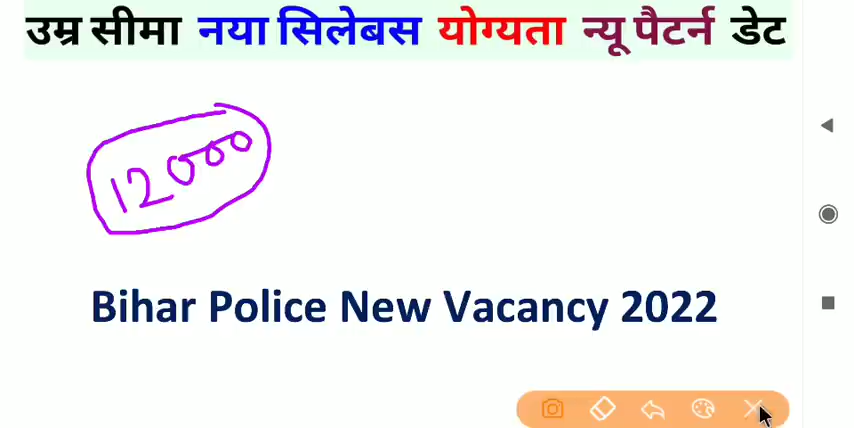 उम्र सीमा नया सिलेबस योग्यता न्यू पैटर्न डेट
12000
Bihar Police New Vacancy 2022